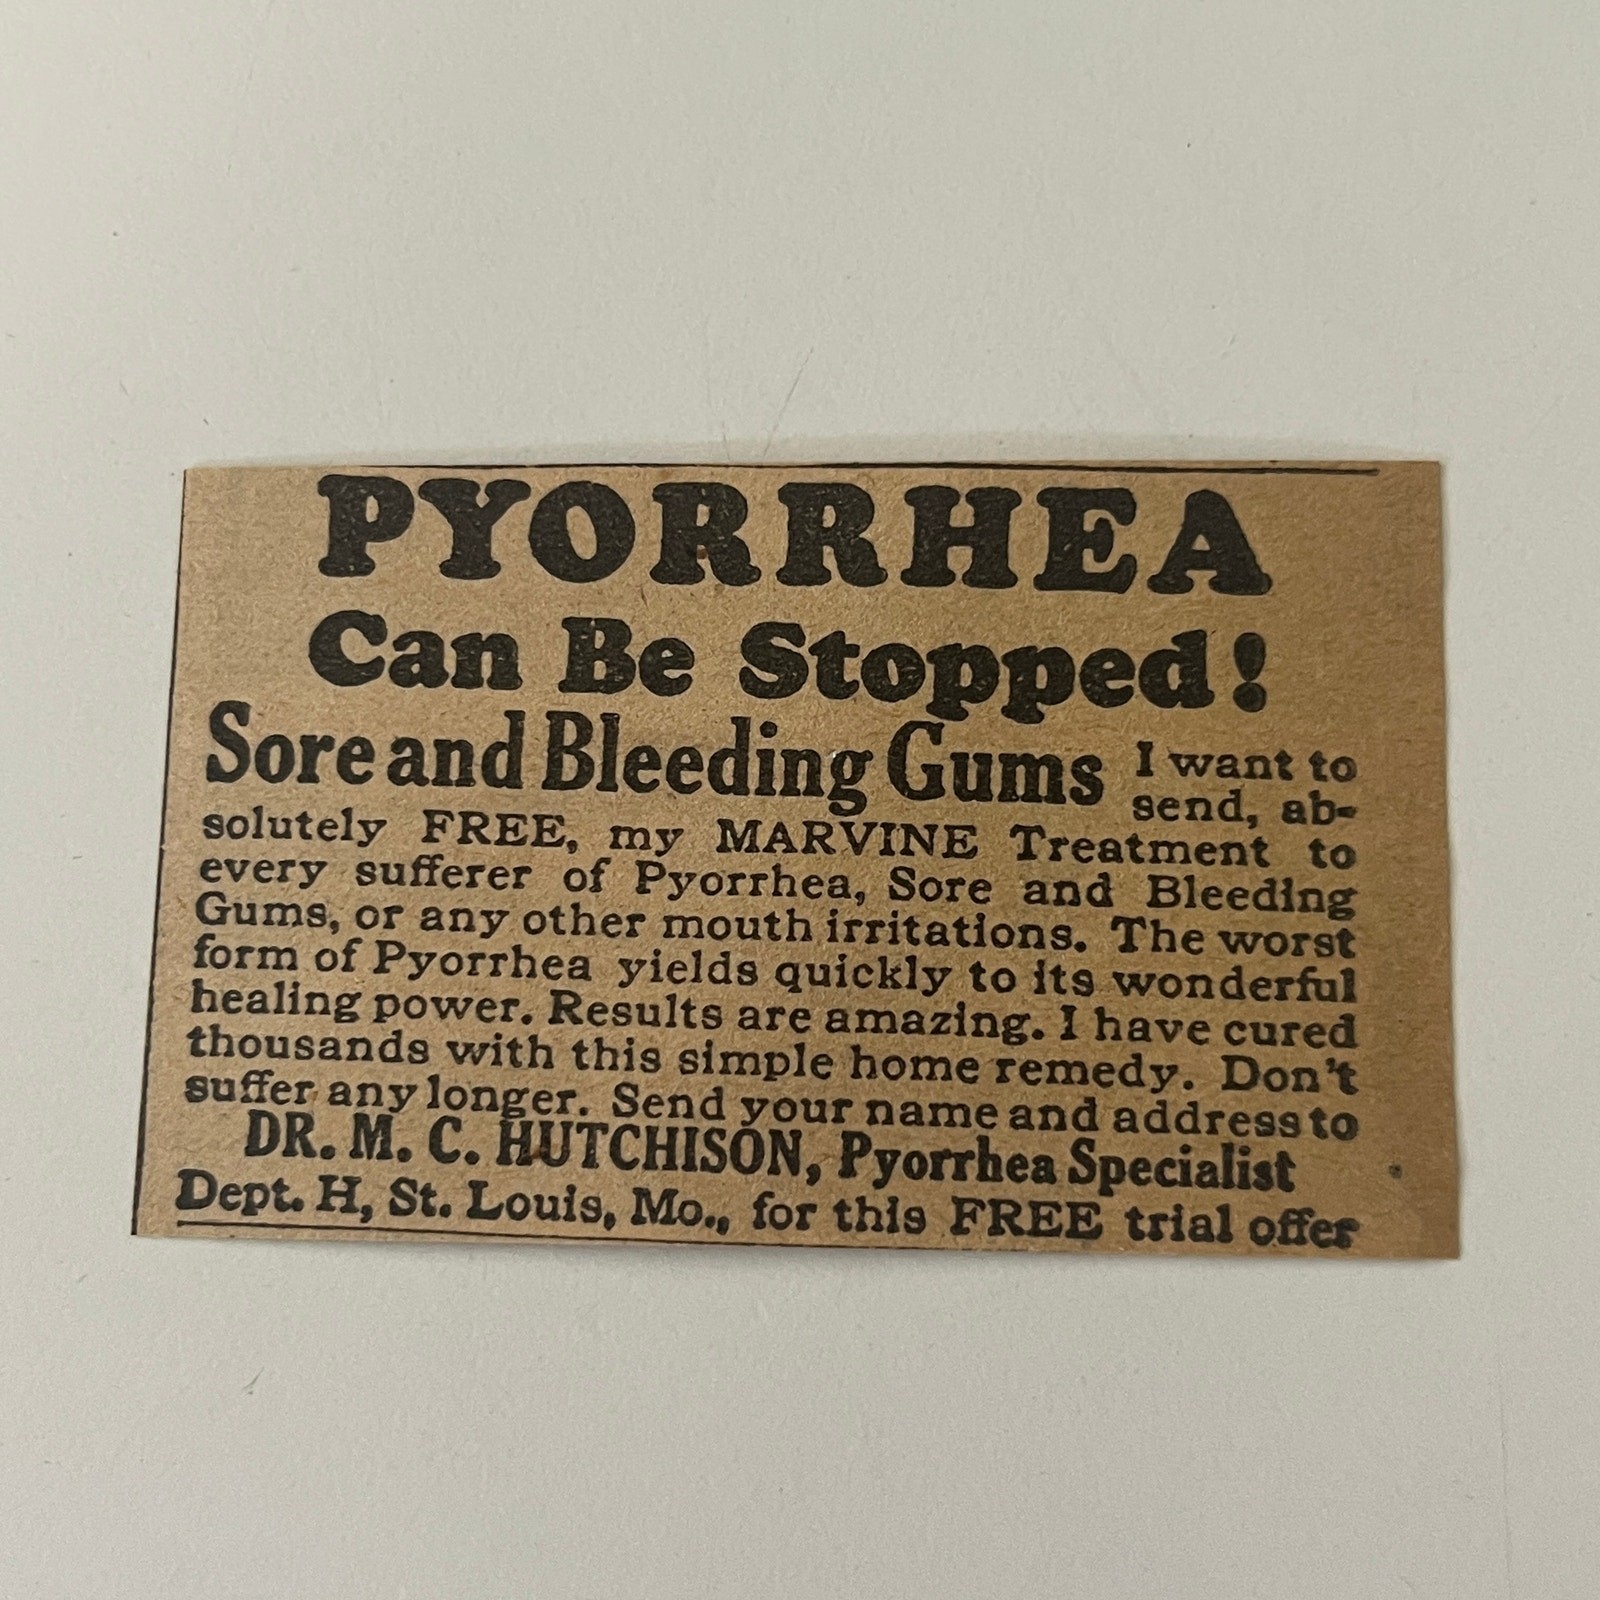 PYORRHEA
Can Be Stopped!
Sore and Bleeding Gums I want to
send, ab-
solutely FREE, my MARVINE Treatment to
every sufferer of Pyorrhea, Sore and Bleeding
Gums, or any other mouth irritations. The worst
form of Pyorrhea yields quickly to its wonderful
healing power. Results are amazing. I have cured
thousands with this simple home remedy. Don't
suffer any longer. Send your name and address to
DR. M. C. HUTCHISON, Pyorrhea Specialist
Dept. H, St. Louis, Mo., for this FREE trial offer